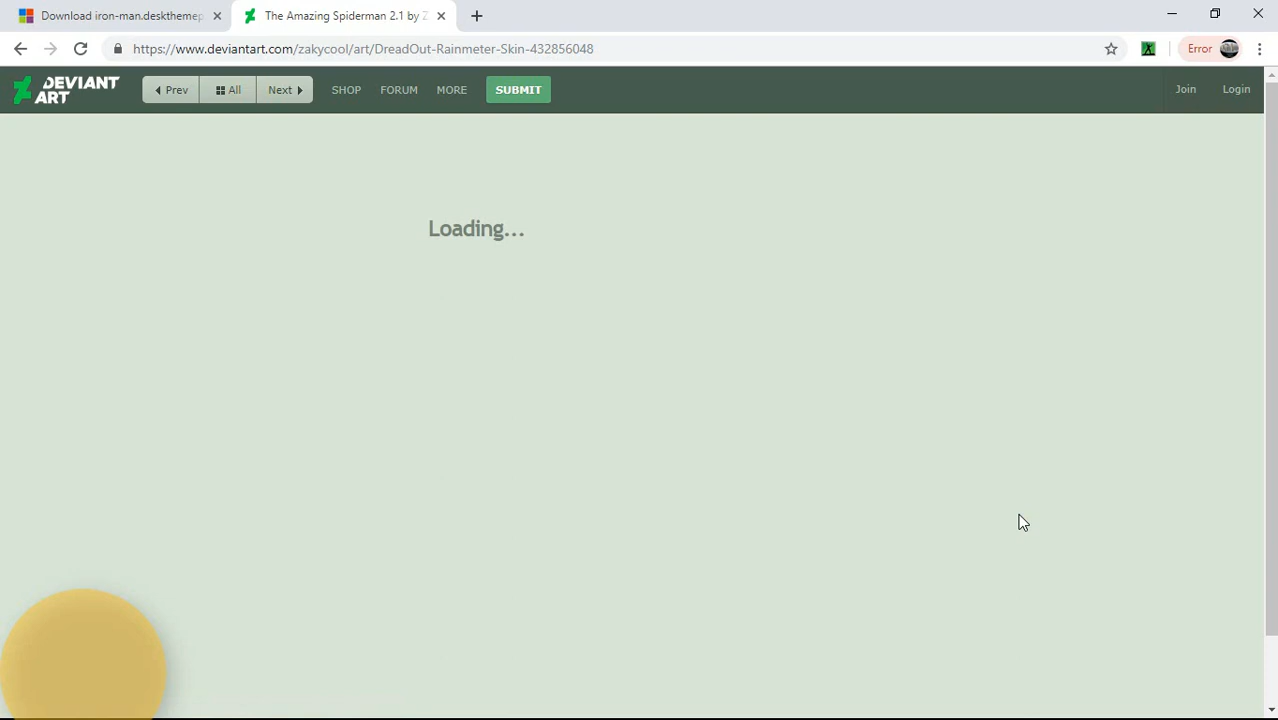 Download iron-man.deskthemep
The Amazing Spiderman 2.1 by Z
https://www.deviantart.com/zakycool/art/DreadOut-Rainmeter-Skin-432856048
Error
DEVIANT
ART
Prev
All
Next
SHOP
FORUM
MORE
SUBMIT
Join
Login
Loading...